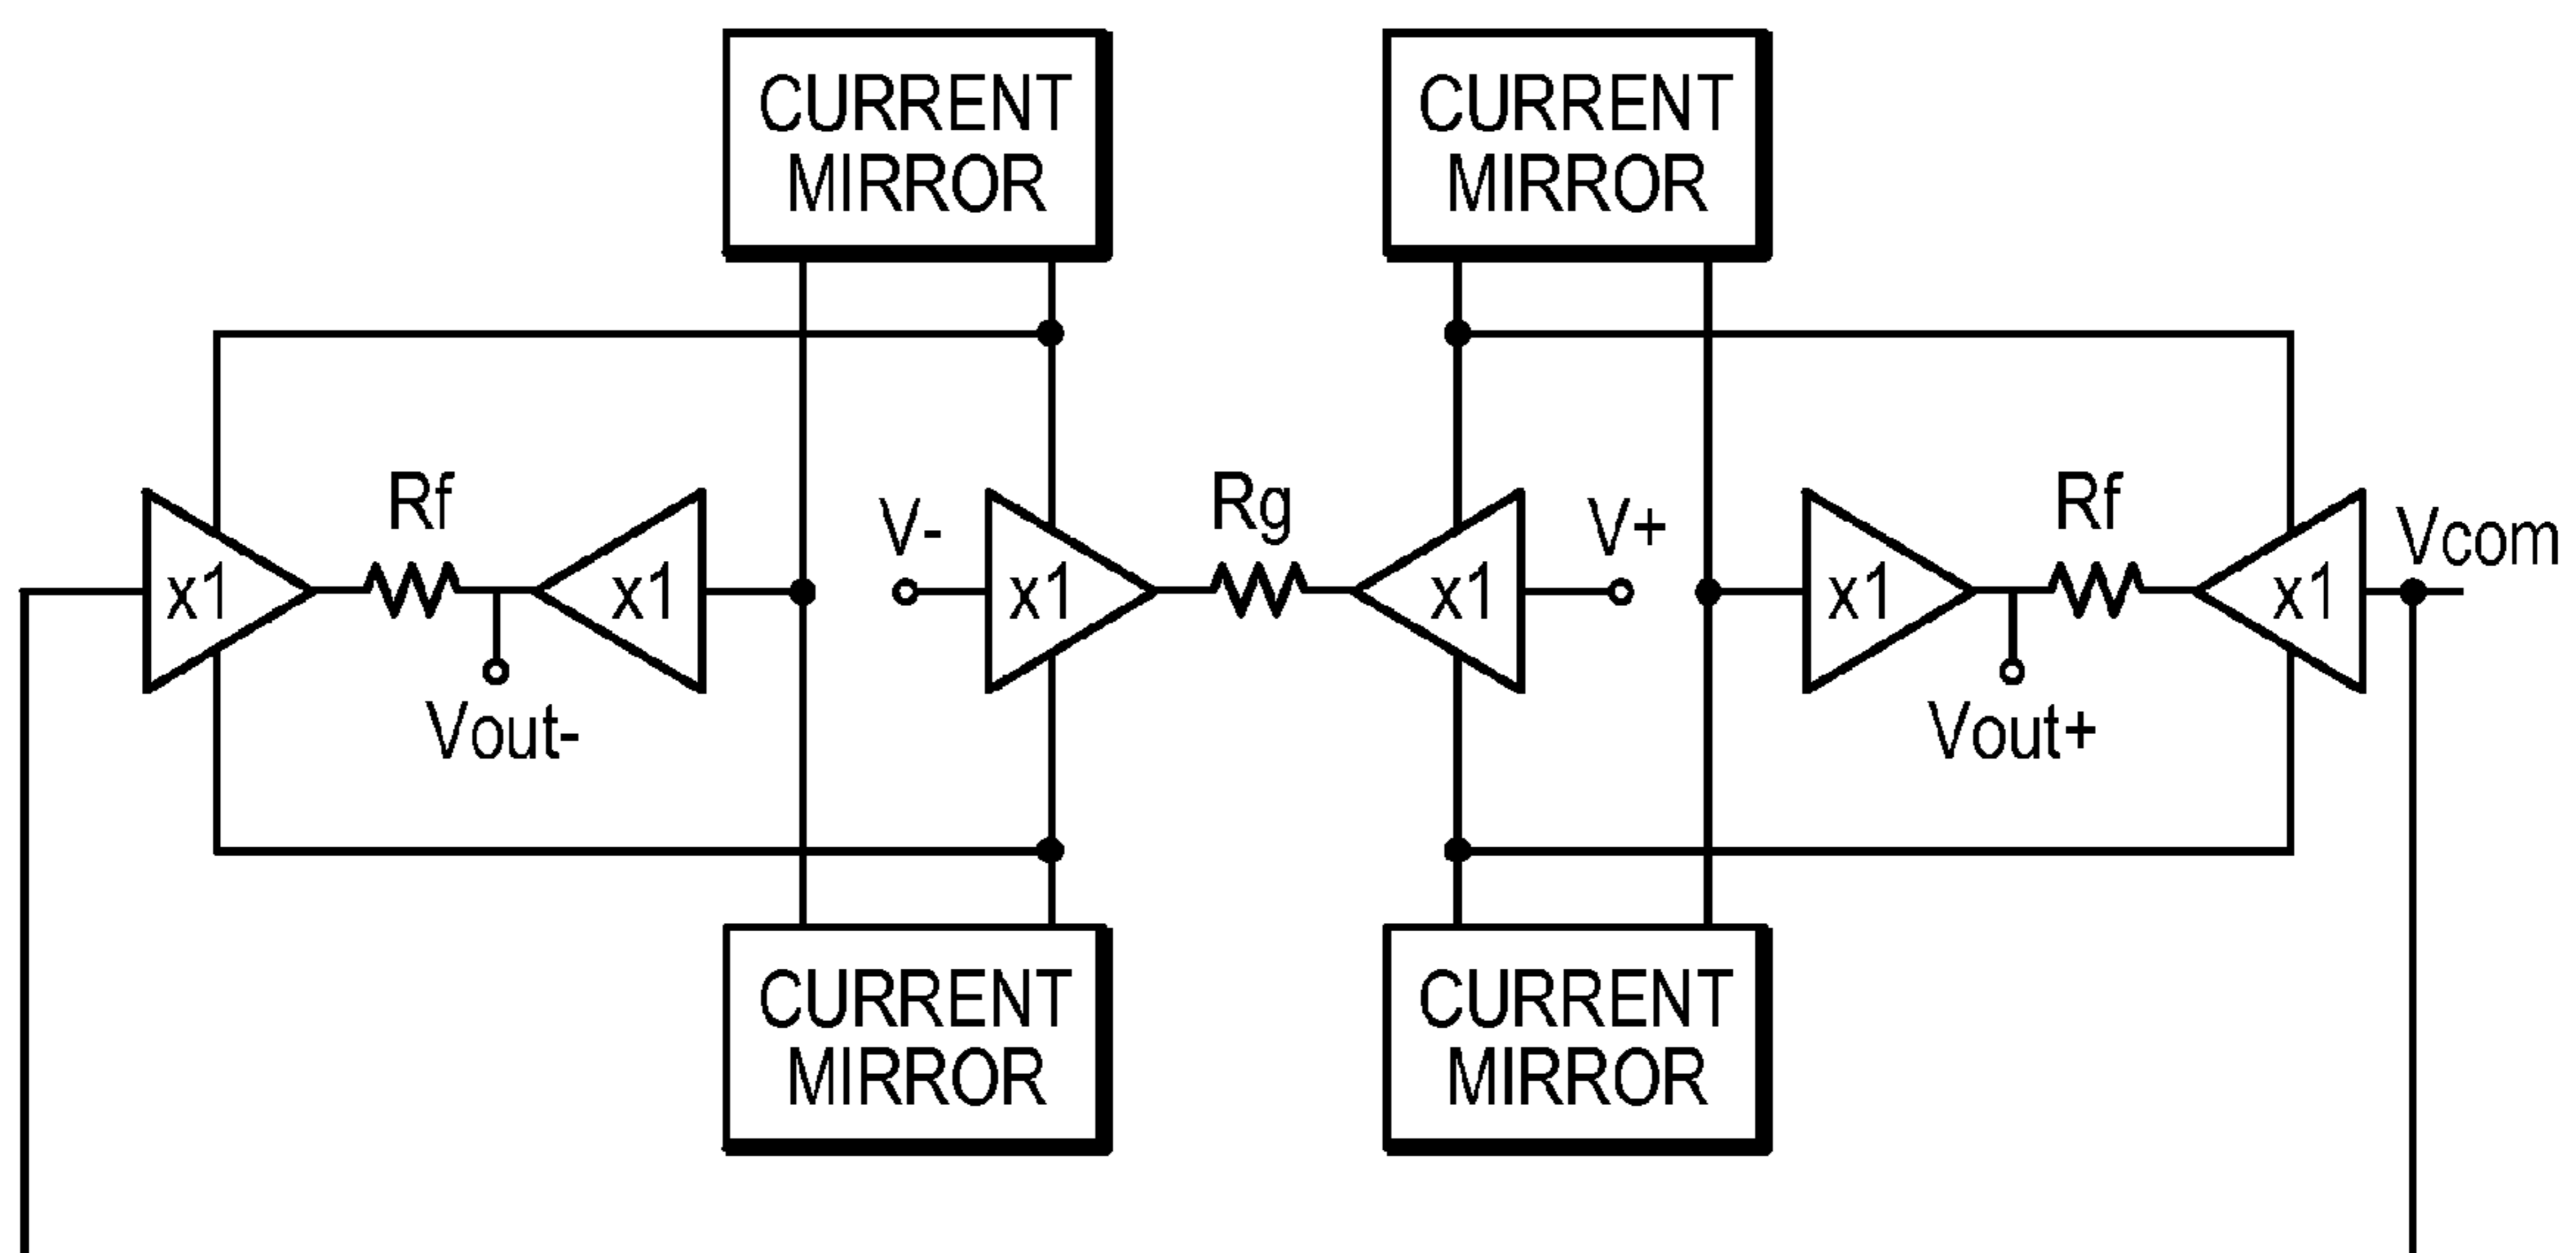 CURRENT
MIRROR
CURRENT
MIRROR
Rf
V-
Rg
V+
Rf
Vcom
x1
x1
x1
x1
x1
x1
Vout-
Vout+
CURRENT
MIRROR
CURRENT
MIRROR